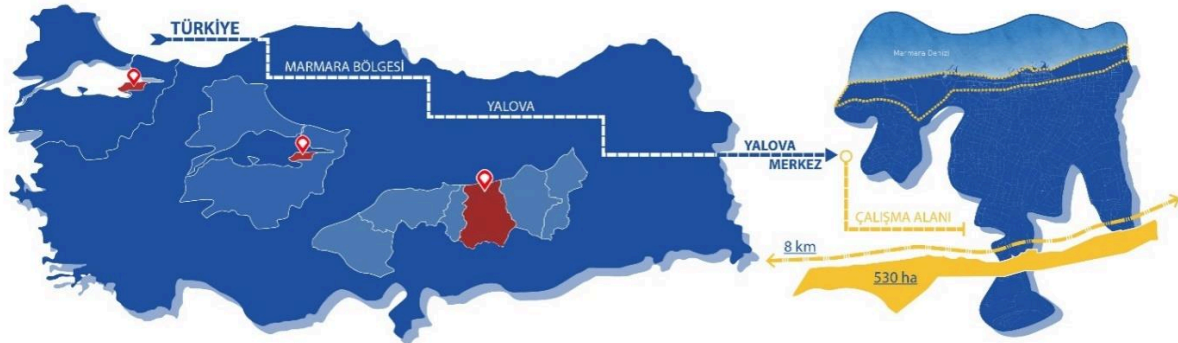 TÜRKİYE
MARMARA BÖLGESİ
YALOVA
YALOVA
MERKEZ
Marmara Denizi
ÇALIŞMA ALANI
8 km
530 ha